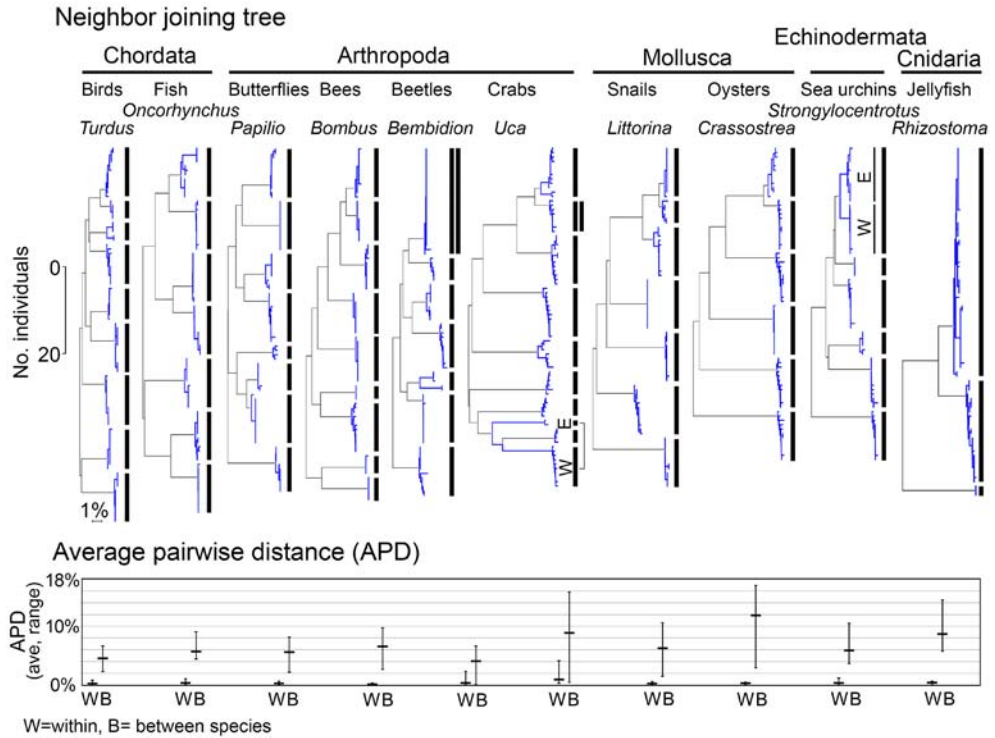 Neighbor joining tree
Echinodermata
Chordata Arthropoda Mollusca Cnidaria
Birds Fish Butterflies Bees Beetles Crabs Snails Oysters Sea urchins Jellyfish
Oncorhynchus Strongylocentrotus
Turdus Papilio Bombus Bembidion Uca Littorina Crassostrea Rhizostoma
E
W
No. individuals
0
20
E
W
1%
Average pairwise distance (APD)
APD
(ave, range)
18%
10%
0%
WB WB WB WB WB WB WB WB WB WB
W=within, B= between species